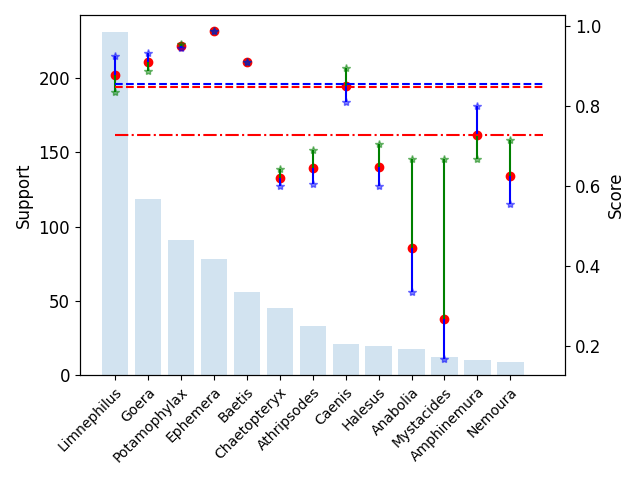 Support
200
150
100
50
0
1.0
0.8
0.6
0.4
0.2
Score
Limnephilus
Goera
Potamophylax
Ephemera
Baetis
Chaetopteryx
Athripsodes
Caenis
Halesus
Anabolia
Mystacides
Amphinemura
Nemoura